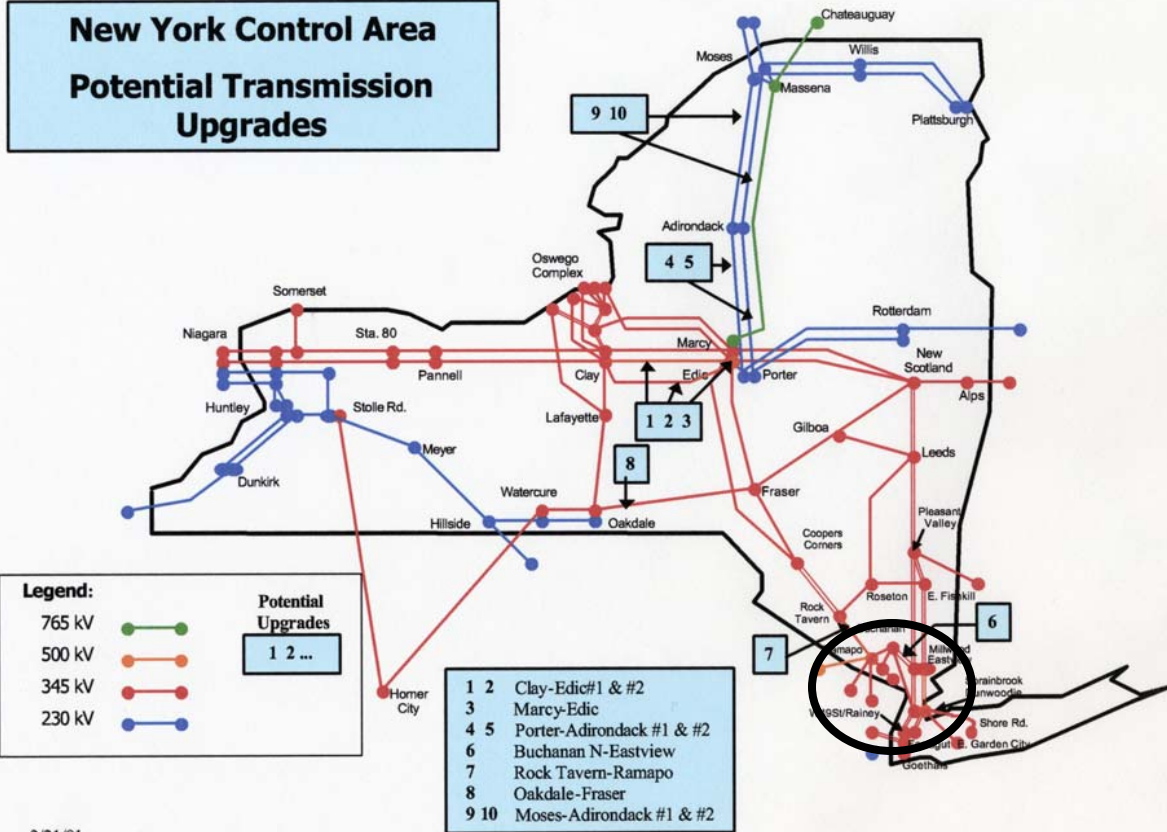 New York Control Area
Potential Transmission
Upgrades
Chateauguay
Moses
Willis
Massena
9 10
Plattsburgh
Adirondack
4 5
Oswego
Complex
Somerset
Rotterdam
Niagara
Sta. 80
Marcy
New
Scotland
Pannell
Clay
Edic
Porter
Alps
Huntley
Stolle Rd.
Lafayette
1 2 3
Gilboa
Meyer
Leeds
8
Dunkirk
Watercure
Fraser
Pleasant
Valley
Hillside
Oakdale
Coopers
Corners
Legend:
765 kV
500 kV
345 kV
230 kV
Potential
Upgrades
1 2 ...
Roseton
E. Fishkill
Rock
Tavern
6
7
Homer
City
Shore Rd.
E. Garden City
Goethals
1 2 Clay-Edic#1 & #2
3 Marcy-Edic
4 5 Porter-Adirondack #1 & #2
6 Buchanan N-Eastview
7 Rock Tavern-Ramapo
8 Oakdale-Fraser
9 10 Moses-Adirondack #1 & #2